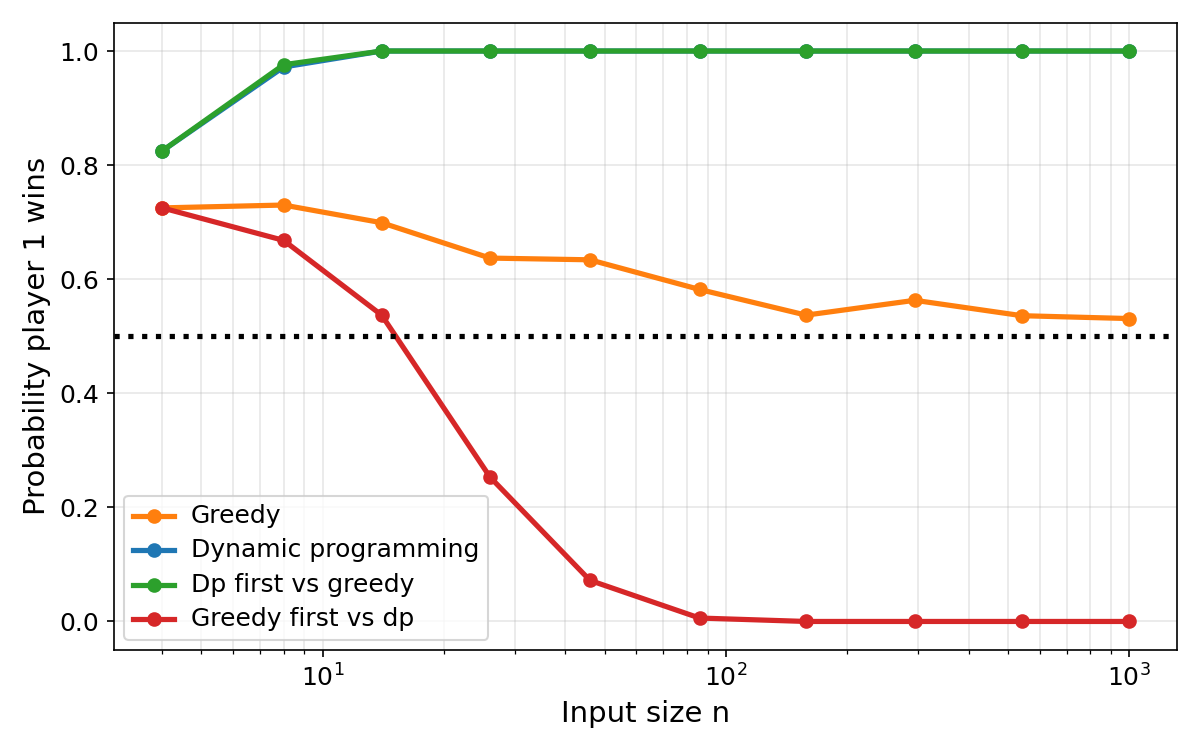 Probability player 1 wins
1.0
0.8
0.6
0.4
0.2
0.0
Greedy
Dynamic programming
Dp first vs greedy
Greedy first vs dp
10¹ 10² 10³
Input size n